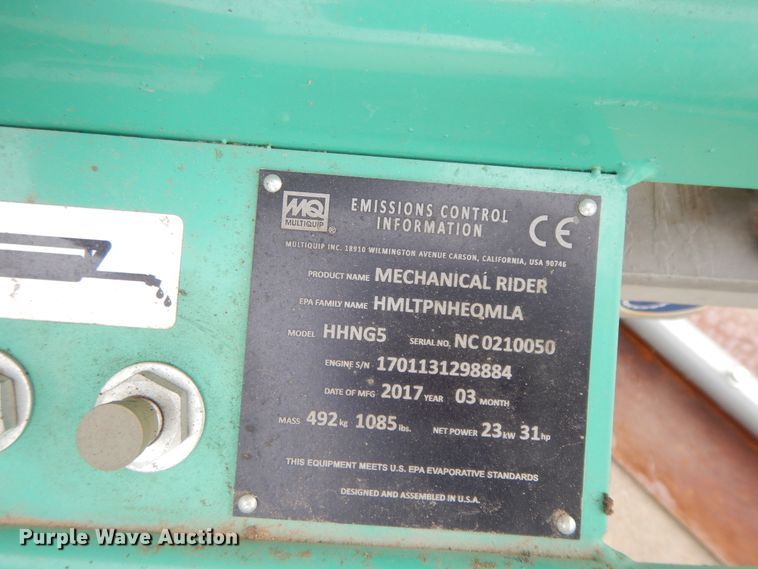 MQ
MULTIQUIP ®
EMISSIONS CONTROL
INFORMATION
CE
MULTIQUIP INC. 18910 WILMINGTON AVENUE CARSON, CALIFORNIA, USA 90746
PRODUCT NAME MECHANICAL RIDER
EPA FAMILY NAME HMLTPNHEQMLA
MODEL HHNG5 SERIAL NO. NC 0210050
ENGINE S/N 1701131298884
DATE OF MFG 2017 YEAR 03 MONTH
MASS 492 kg 1085 lbs. NET POWER 23 kW 31 hp
THIS EQUIPMENT MEETS U.S. EPA EVAPORATIVE STANDARDS
DESIGNED AND ASSEMBLED IN U.S.A.
Purple Wave Auction